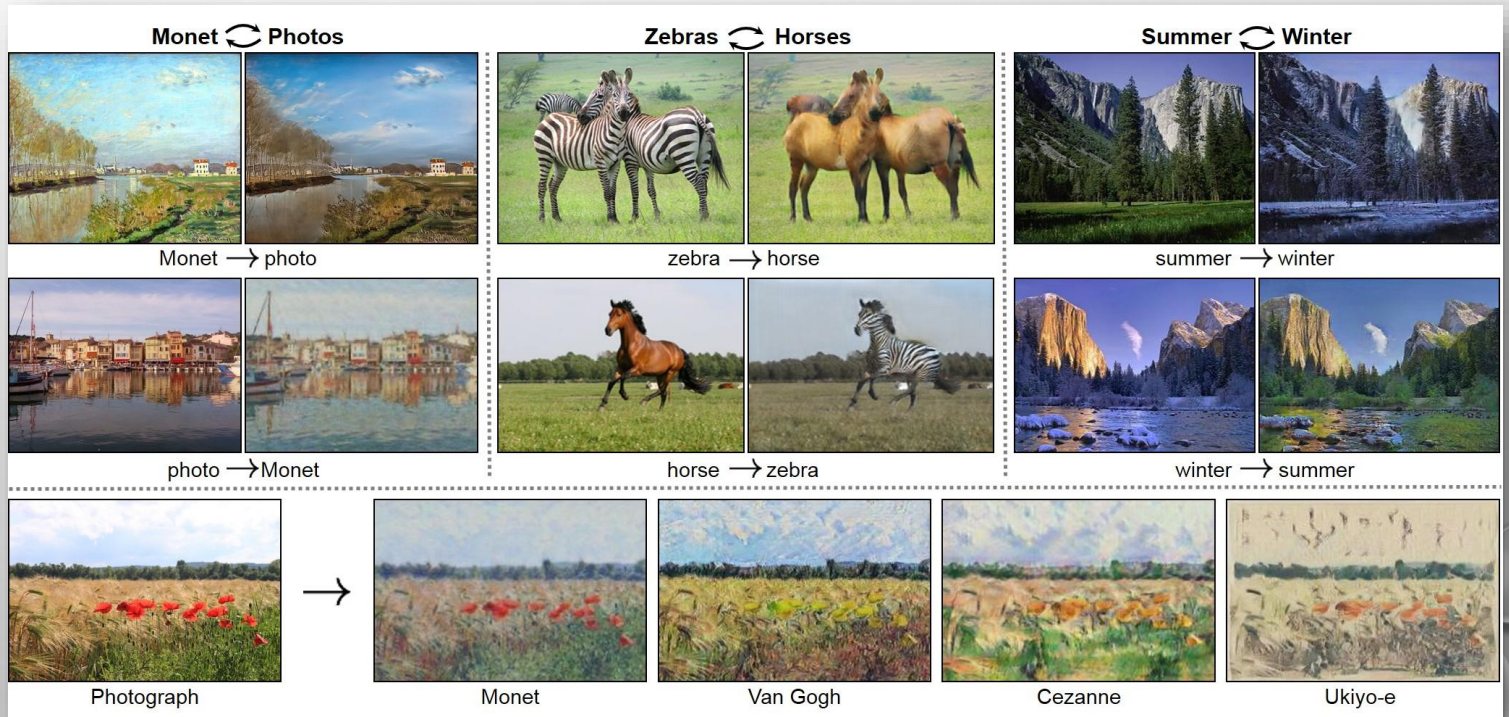 Monet Photos
Zebras Horses
Summer Winter
Monet → photo
zebra → horse
summer → winter
photo → Monet
horse → zebra
winter → summer
Photograph
Monet
Van Gogh
Cezanne
Ukiyo-e